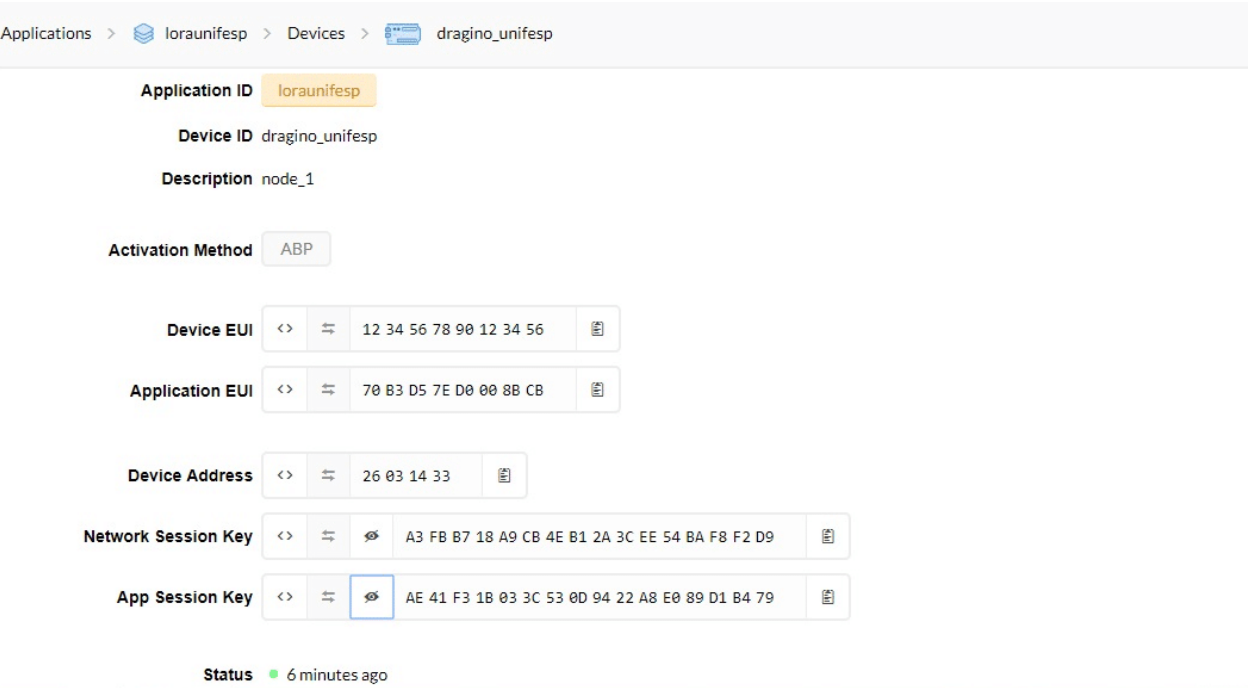 Applications > loraunifesp > Devices > dragino_unifesp
Application ID loraunifesp
Device ID dragino_unifesp
Description node_1
Activation Method ABP
Device EUI <> 12 34 56 78 90 12 34 56
Application EUI <> 70 B3 D5 7E D0 00 8B CB
Device Address <> 26 03 14 33
Network Session Key <> A3 FB B7 18 A9 CB 4E B1 2A 3C EE 54 BA F8 F2 D9
App Session Key <> AE 41 F3 1B 03 3C 53 0D 94 22 A8 E0 89 D1 B4 79
Status 6 minutes ago